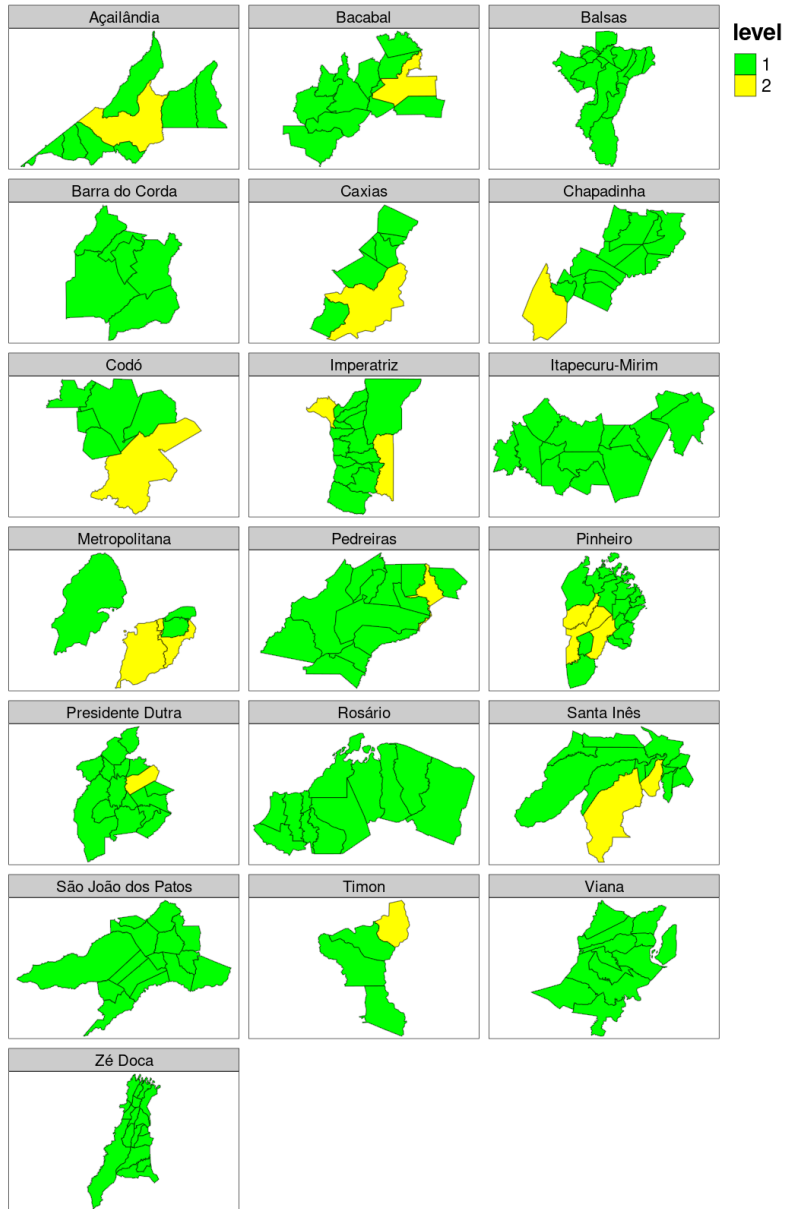 Açailândia
Bacabal
Balsas
level
1
2
Barra do Corda
Caxias
Chapadinha
Codó
Imperatriz
Itapecuru-Mirim
Metropolitana
Pedreiras
Pinheiro
Presidente Dutra
Rosário
Santa Inês
São João dos Patos
Timon
Viana
Zé Doca